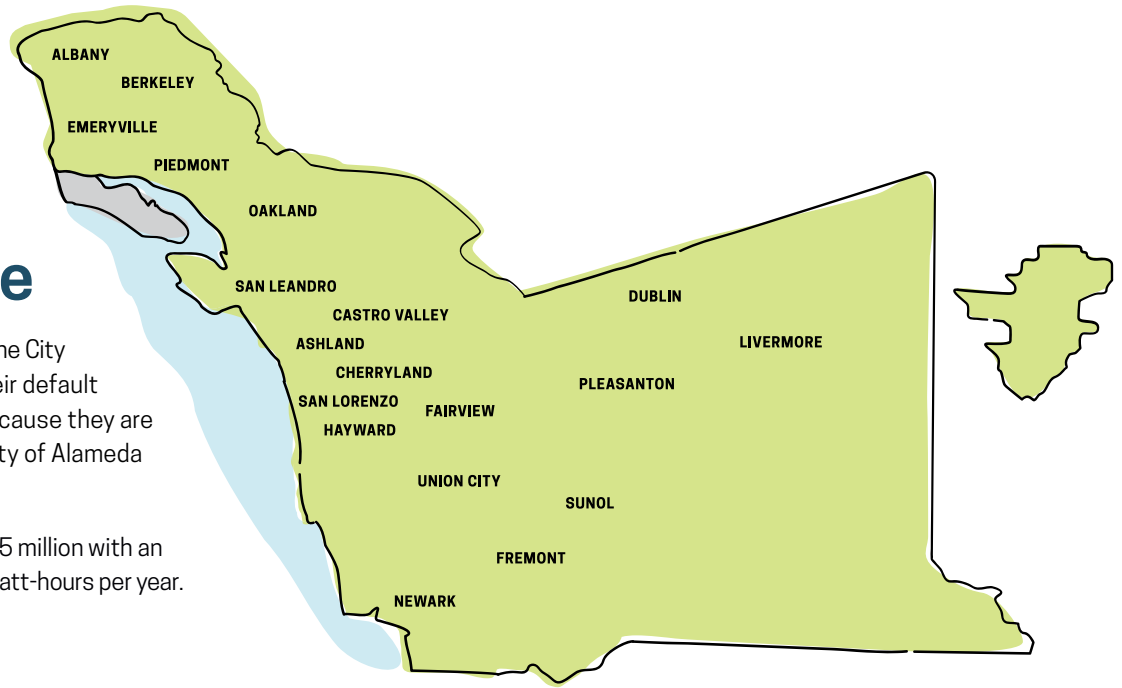 ALBANY
BERKELEY
EMERYVILLE
PIEDMONT
OAKLAND
e
SAN LEANDRO
DUBLIN
CASTRO VALLEY
ne City
ASHLAND
LIVERMORE
eir default
CHERRYLAND
PLEASANTON
cause they are
SAN LORENZO
FAIRVIEW
HAYWARD
ty of Alameda
UNION CITY
SUNOL
5 million with an
FREMONT
att-hours per year.
NEWARK